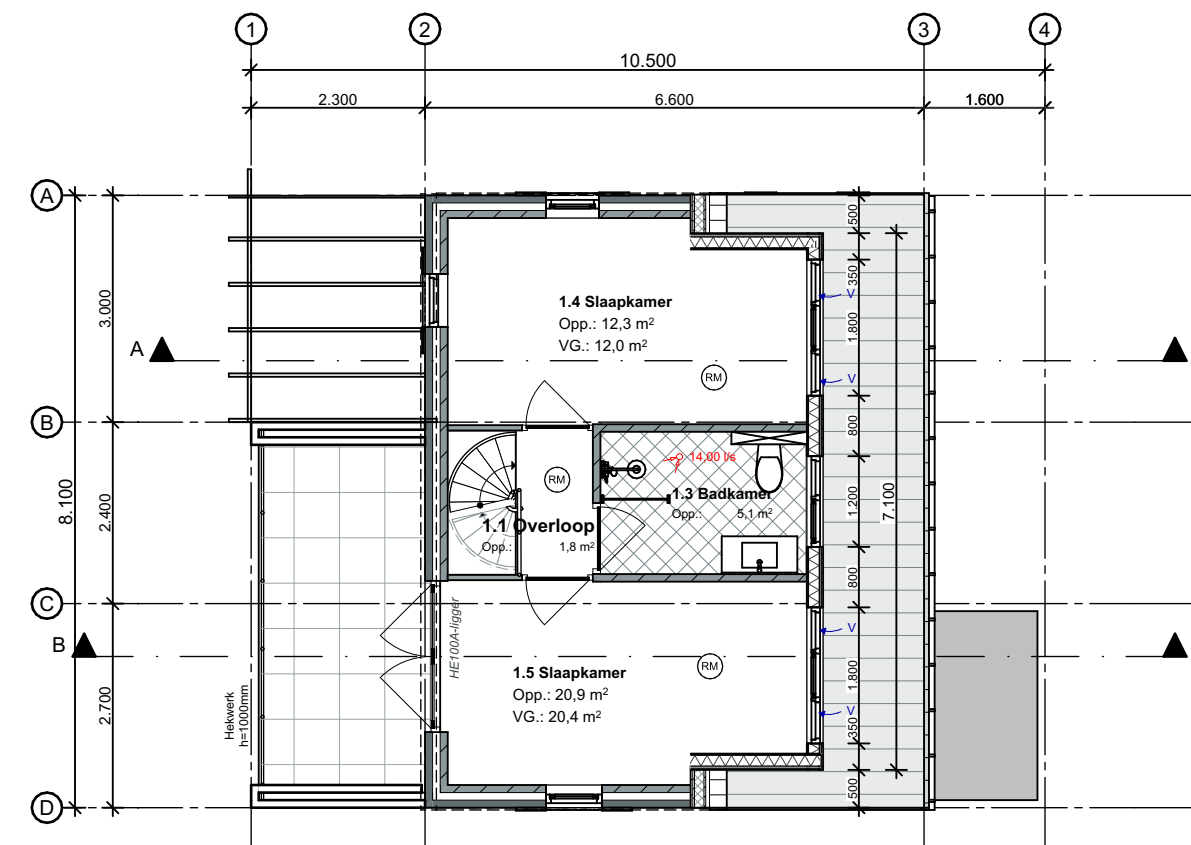 1
2
3
4
10.500
2.300
6.600
1.600
A
B
C
D
3.000
2.400
2.700
8.100
A
B
500
350
1.800
800
1.200
800
1.800
350
500
7.100
V
V
V
V
1.4 Slaapkamer
Opp.: 12,3 m²
VG.: 12,0 m²
RM
RM
14,00 l/s
1.3 Badkamer
Opp.: 5,1 m²
1.1 Overloop
Opp.: 1,8 m²
HE100A-ligger
1.5 Slaapkamer
Opp.: 20,9 m²
VG.: 20,4 m²
RM
Hekwerk
h=1000mm